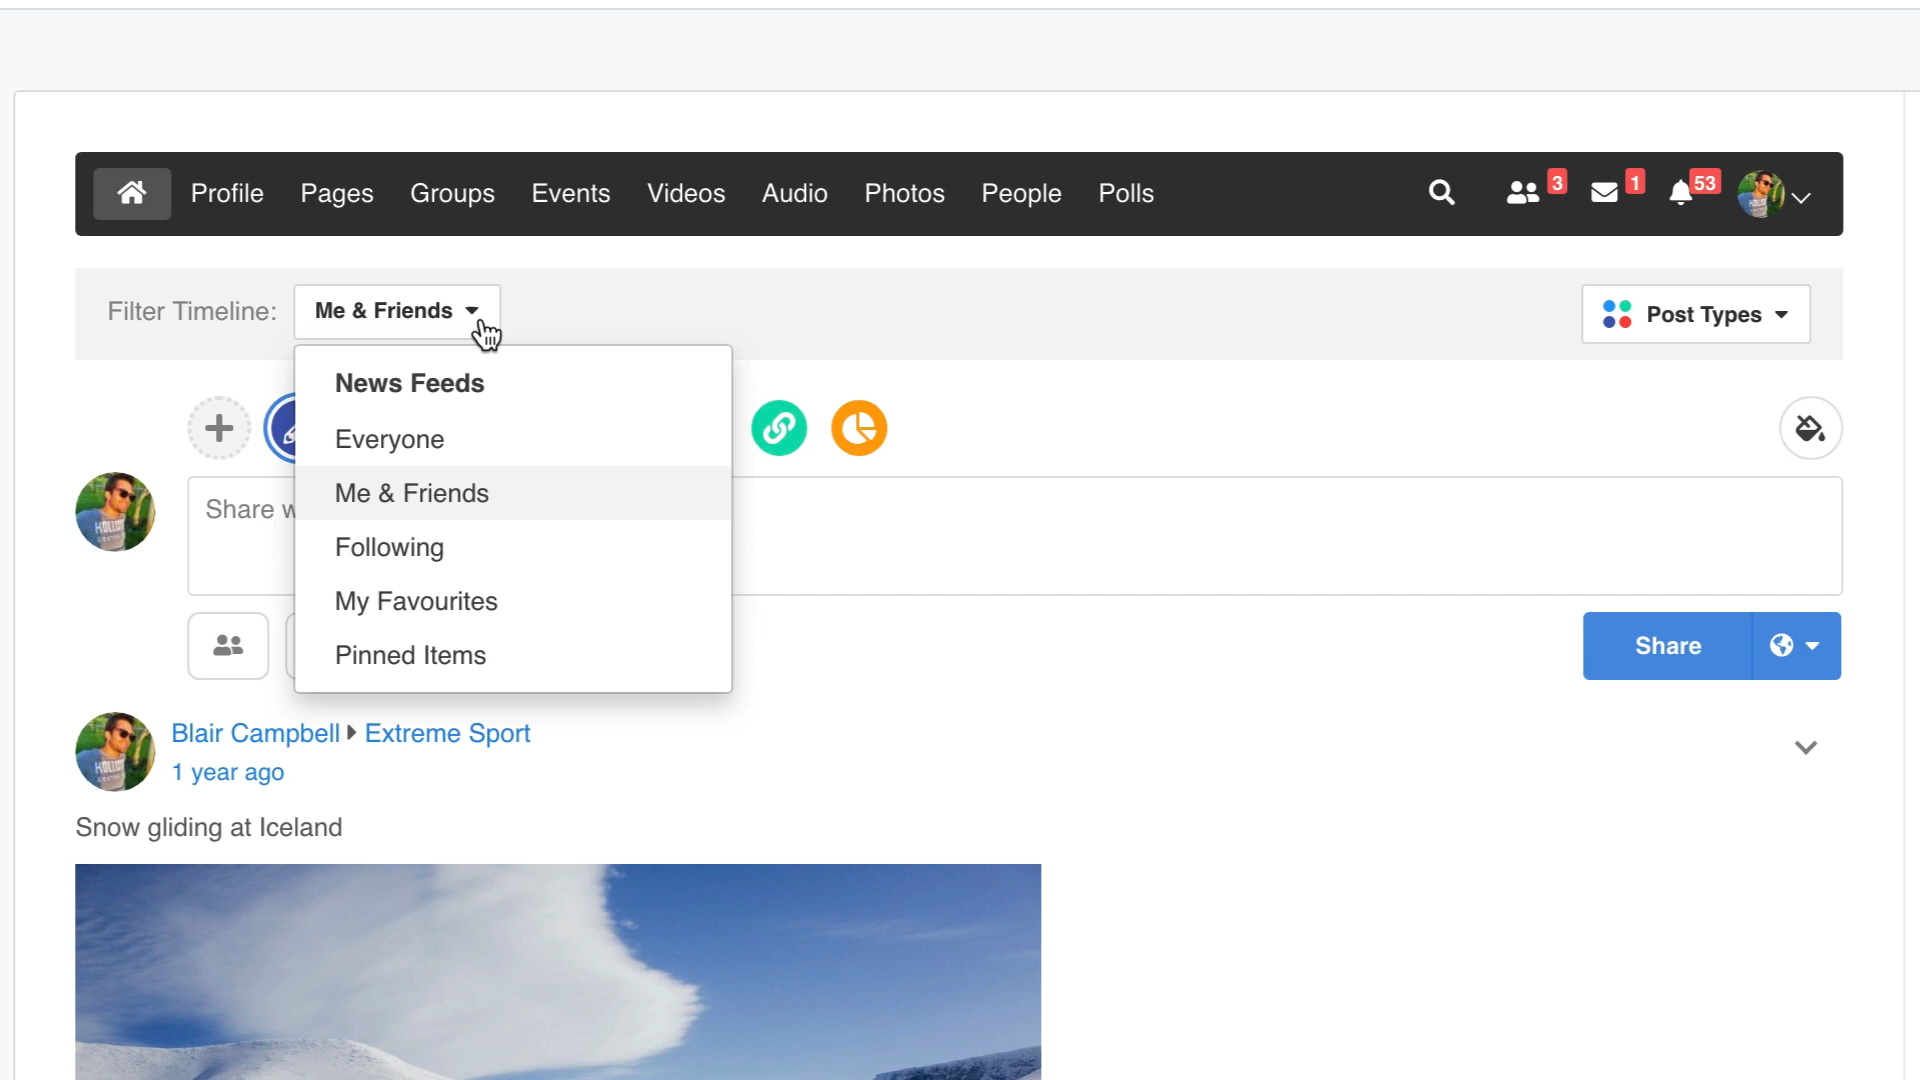 Profile Pages Groups Events Videos Audio Photos People Polls 3 1 53
Filter Timeline: Me & Friends Post Types
News Feeds
Everyone
Me & Friends
Following
My Favourites
Pinned Items
Share w
Share
Blair Campbell Extreme Sport
1 year ago
Snow gliding at Iceland